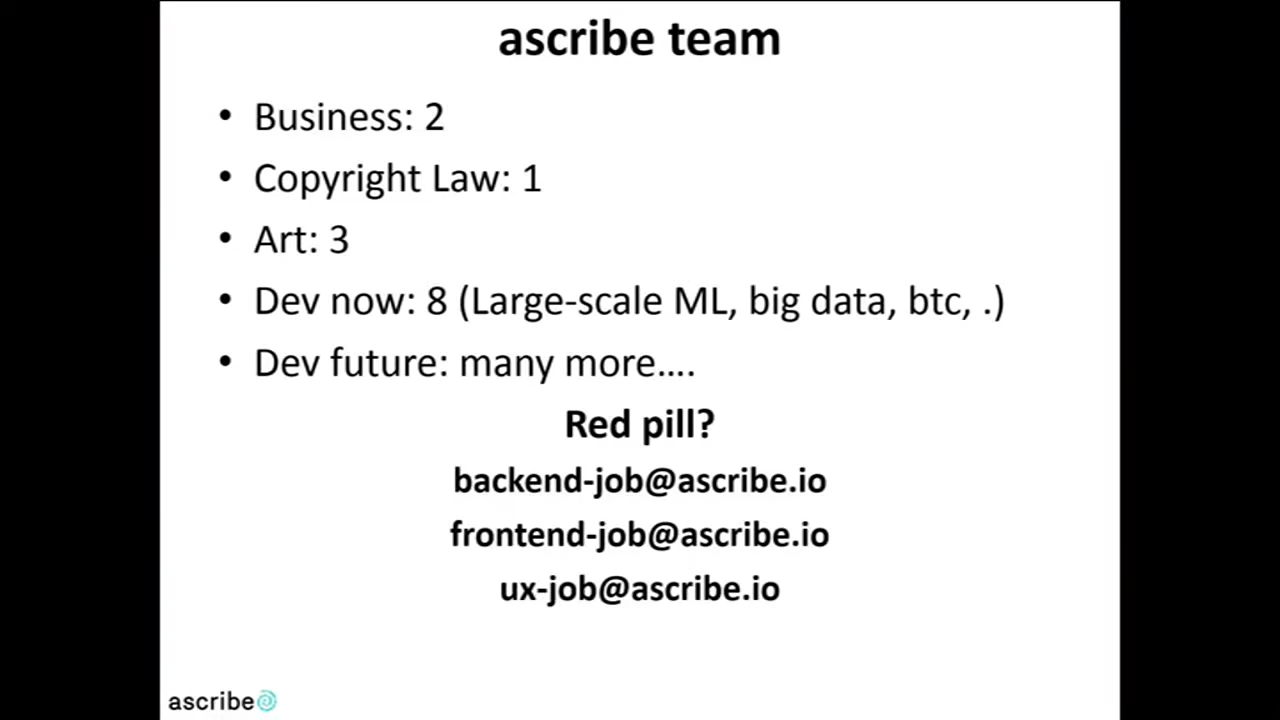 ascribe team
• Business: 2
• Copyright Law: 1
• Art: 3
• Dev now: 8 (Large-scale ML, big data, btc, .)
• Dev future: many more....
Red pill?
backend-job@ascribe.io
frontend-job@ascribe.io
ux-job@ascribe.io
ascribe